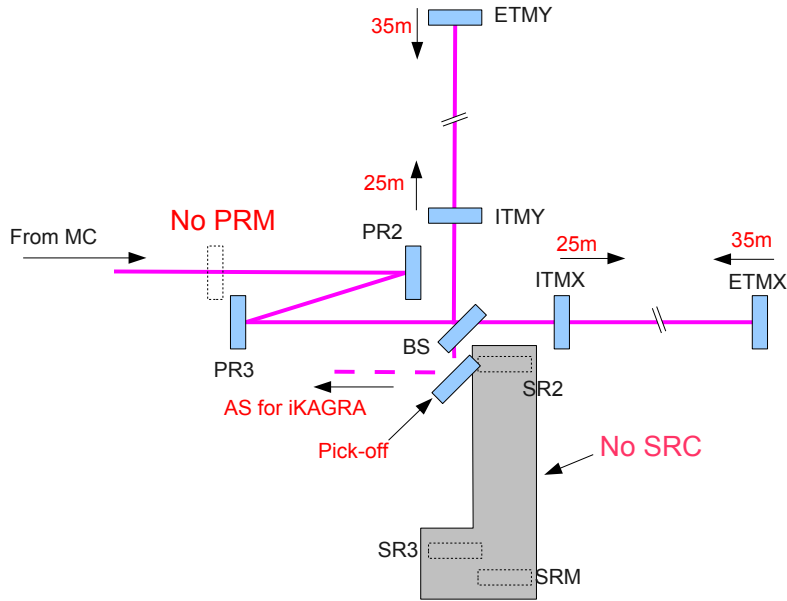 35m
ETMY
25m
ITMY
No PRM
From MC
PR2
25m
35m
ITMX
ETMX
BS
PR3
SR2
AS for iKAGRA
Pick-off
No SRC
SR3
SRM